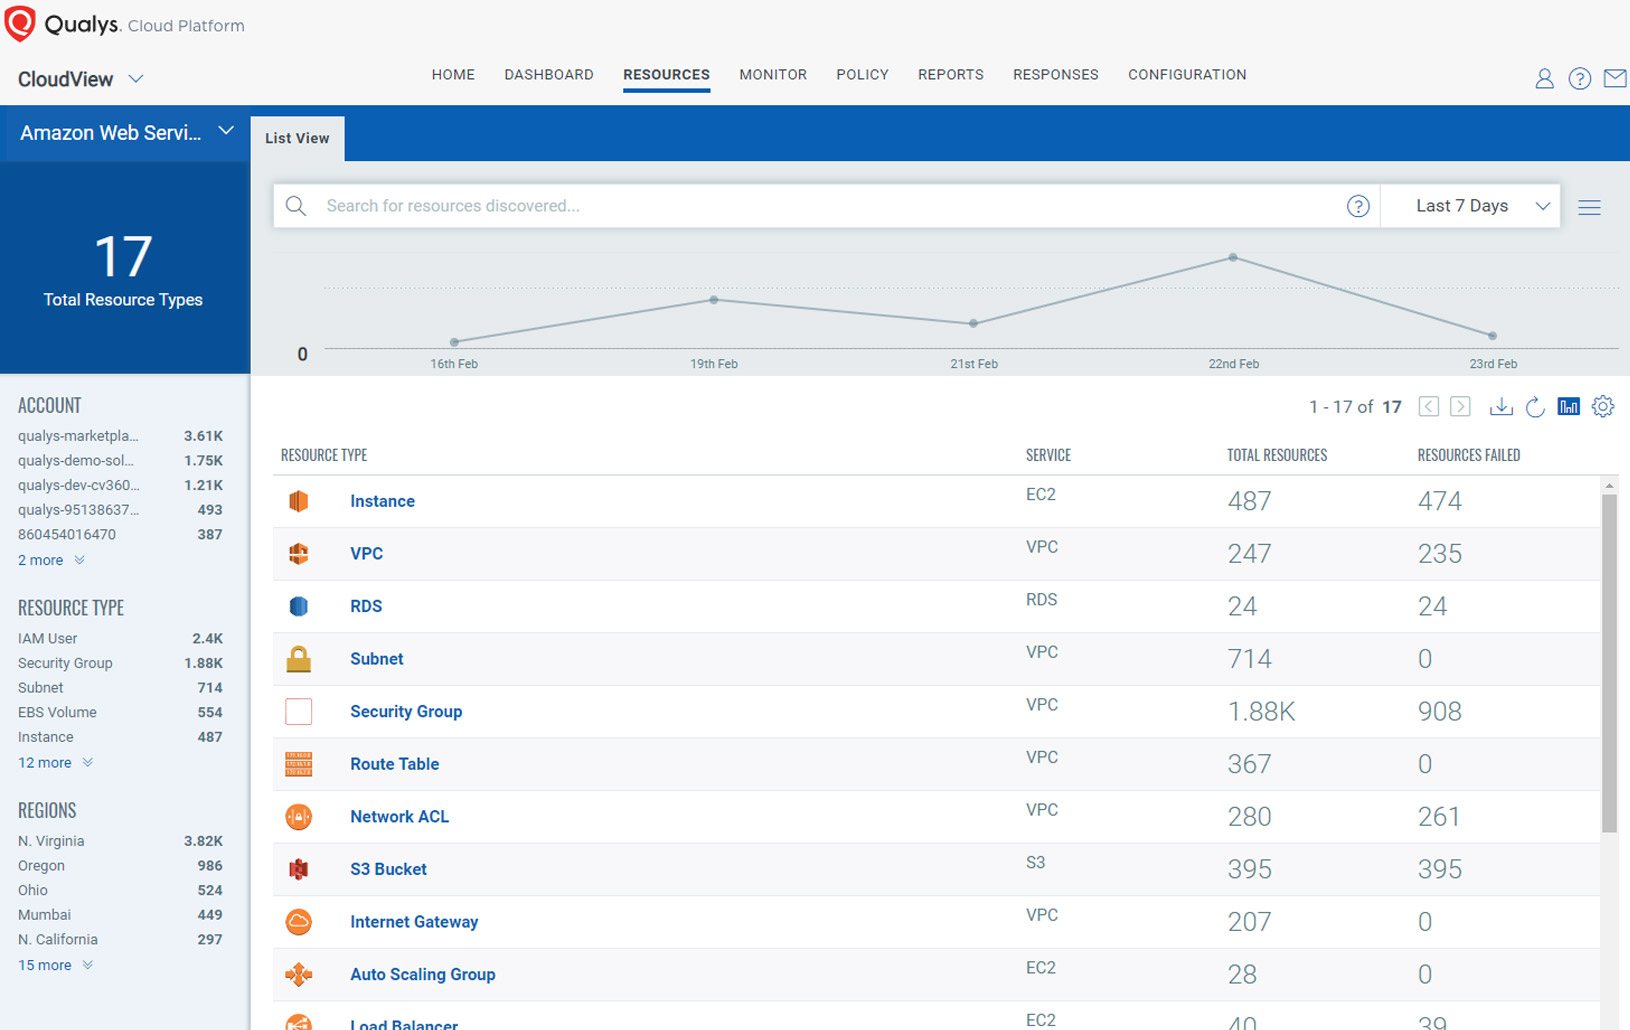 Qualys. Cloud Platform
CloudView
HOME DASHBOARD RESOURCES MONITOR POLICY REPORTS RESPONSES CONFIGURATION
Amazon Web Servi...
List View
17
Total Resource Types
Search for resources discovered...
Last 7 Days
0
16th Feb 19th Feb 21st Feb 22nd Feb 23rd Feb
ACCOUNT
qualys-marketpla... 3.61K
qualys-demo-sol... 1.75K
qualys-dev-cv360... 1.21K
qualys-95138637... 493
860454016470 387
2 more
RESOURCE TYPE
IAM User 2.4K
Security Group 1.88K
Subnet 714
EBS Volume 554
Instance 487
12 more
REGIONS
N. Virginia 3.82K
Oregon 986
Ohio 524
Mumbai 449
N. California 297
15 more
1 - 17 of 17
RESOURCE TYPE SERVICE TOTAL RESOURCES RESOURCES FAILED
Instance EC2 487 474
VPC VPC 247 235
RDS RDS 24 24
Subnet VPC 714 0
Security Group VPC 1.88K 908
Route Table VPC 367 0
Network ACL VPC 280 261
S3 Bucket S3 395 395
Internet Gateway VPC 207 0
Auto Scaling Group EC2 28 0
Load Balancer EC2 40 39